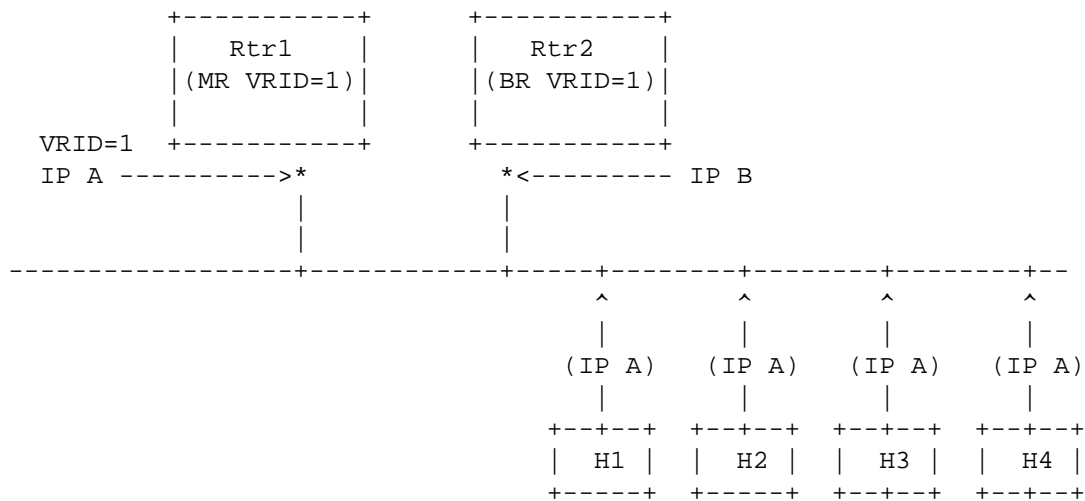 Rtr1 Rtr2
(MR VRID=1) (BR VRID=1)
VRID=1
IP A IP B
(IP A) (IP A) (IP A) (IP A)
H1 H2 H3 H4